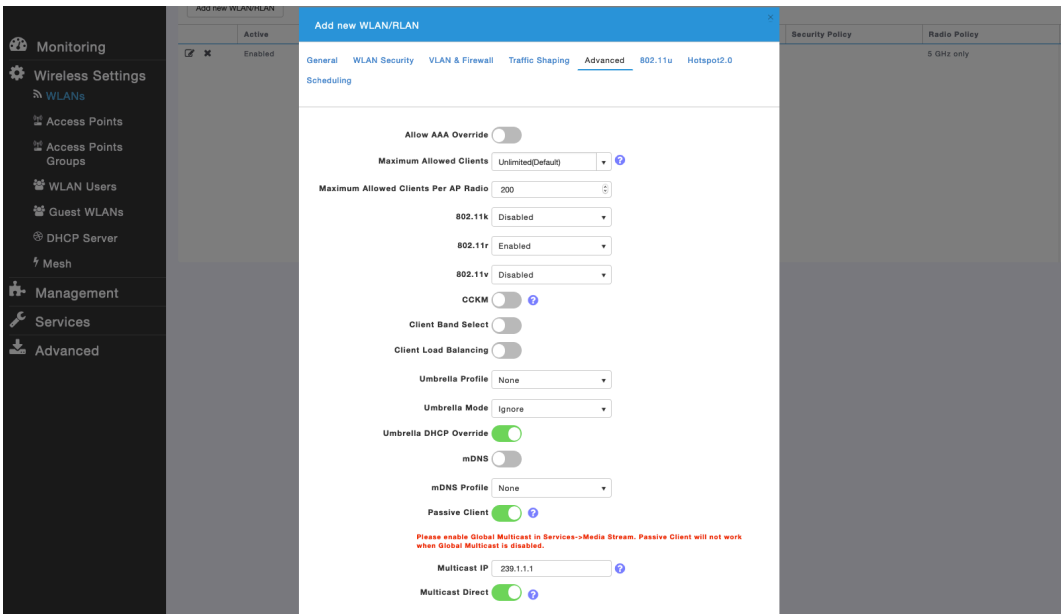 Add new WLAN/RLAN
Active
Security Policy
Radio Policy
Enabled
5 GHz only
Monitoring
Wireless Settings
WLANs
Access Points
Access Points
Groups
WLAN Users
Guest WLANs
DHCP Server
Mesh
Management
Services
Advanced
Add new WLAN/RLAN
×
General WLAN Security VLAN & Firewall Traffic Shaping Advanced 802.11u Hotspot2.0
Scheduling
Allow AAA Override
Maximum Allowed Clients Unlimited(Default) ?
Maximum Allowed Clients Per AP Radio 200
802.11k Disabled
802.11r Enabled
802.11v Disabled
CCKM ?
Client Band Select
Client Load Balancing
Umbrella Profile None
Umbrella Mode Ignore
Umbrella DHCP Override
mDNS
mDNS Profile None
Passive Client ?
Please enable Global Multicast in Services->Media Stream. Passive Client will not work
when Global Multicast is disabled.
Multicast IP 239.1.1.1 ?
Multicast Direct ?